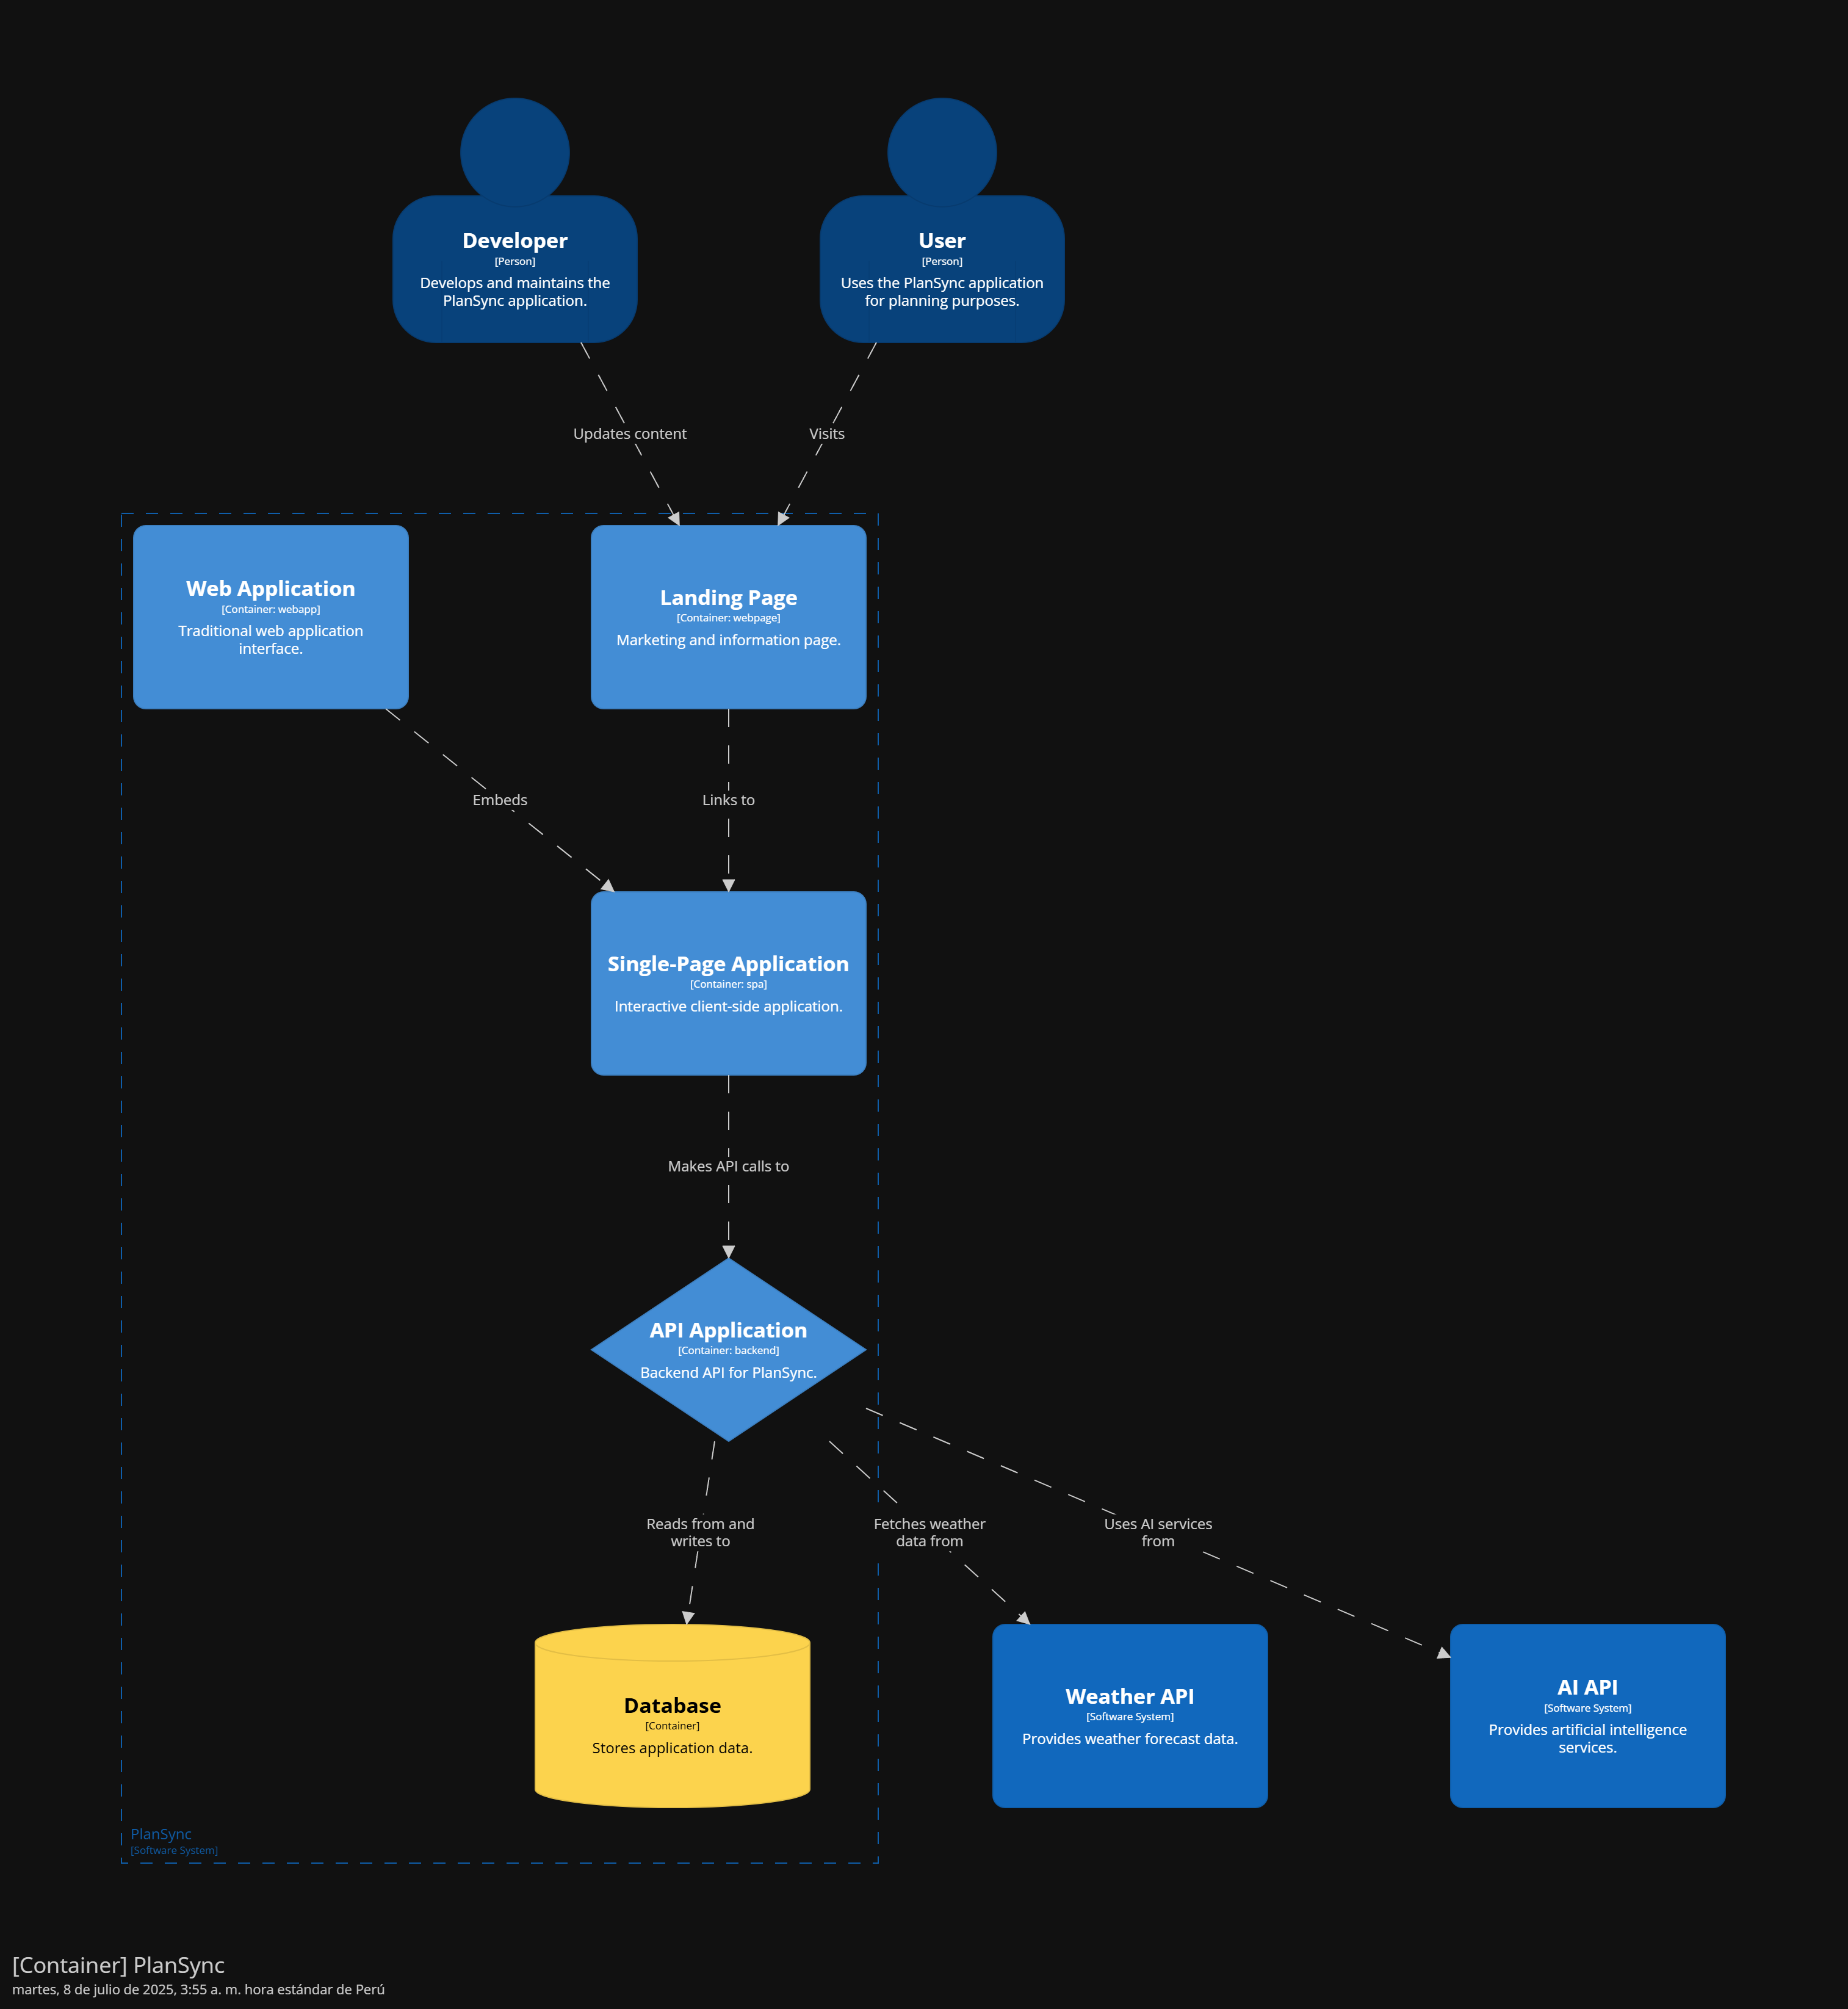 Developer
[Person]
Develops and maintains the
PlanSync application.
User
[Person]
Uses the PlanSync application
for planning purposes.
Updates content
Visits
Web Application
[Container: webapp]
Traditional web application
interface.
Landing Page
[Container: webpage]
Marketing and information page.
Embeds
Links to
Single-Page Application
[Container: spa]
Interactive client-side application.
Makes API calls to
API Application
[Container: backend]
Backend API for PlanSync.
Reads from and
writes to
Fetches weather
data from
Uses AI services
from
Database
[Container]
Stores application data.
Weather API
[Software System]
Provides weather forecast data.
AI API
[Software System]
Provides artificial intelligence
services.
PlanSync
[Software System]
[Container] PlanSync
martes, 8 de julio de 2025, 3:55 a. m. hora estándar de Perú